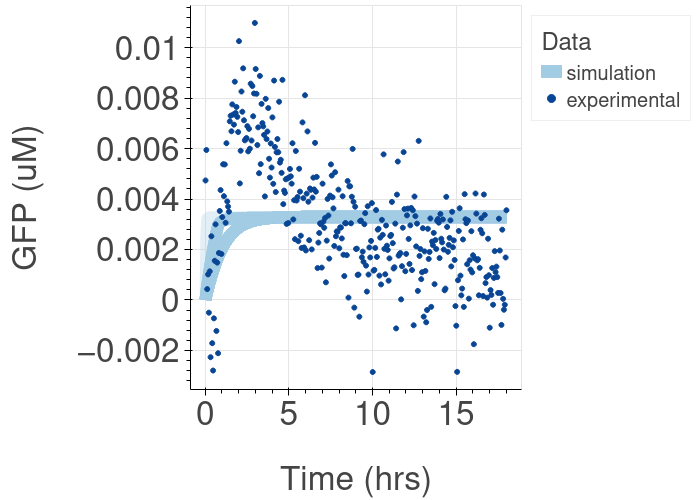 0.01
0.008
0.006
0.004
0.002
0
−0.002
GFP (uM)
0 5 10 15
Time (hrs)
Data
simulation
experimental